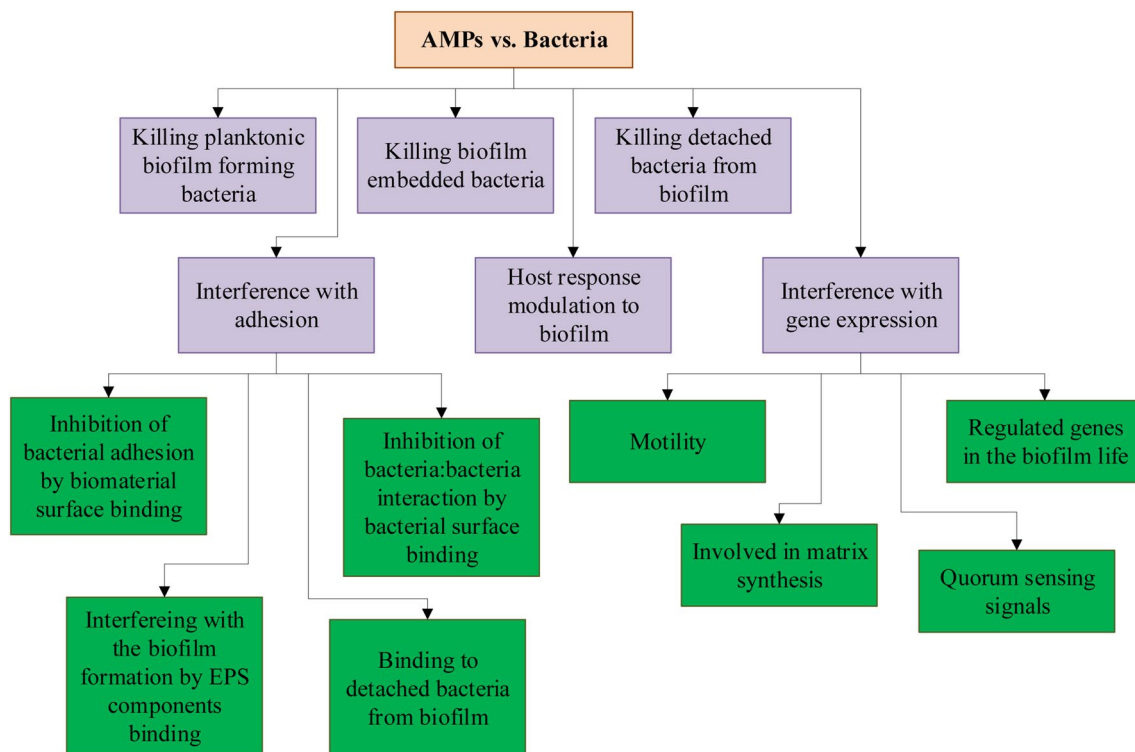 AMPs vs. Bacteria
Killing planktonic
biofilm forming
bacteria
Killing biofilm
embedded bacteria
Killing detached
bacteria from
biofilm
Interference with
adhesion
Host response
modulation to
biofilm
Interference with
gene expression
Inhibition of
bacterial adhesion
by biomaterial
surface binding
Inhibition of
bacteria:bacteria
interaction by
bacterial surface
binding
Motility
Regulated genes
in the biofilm life
Interfereing with
the biofilm
formation by EPS
components
binding
Binding to
detached bacteria
from biofilm
Involved in matrix
synthesis
Quorum sensing
signals